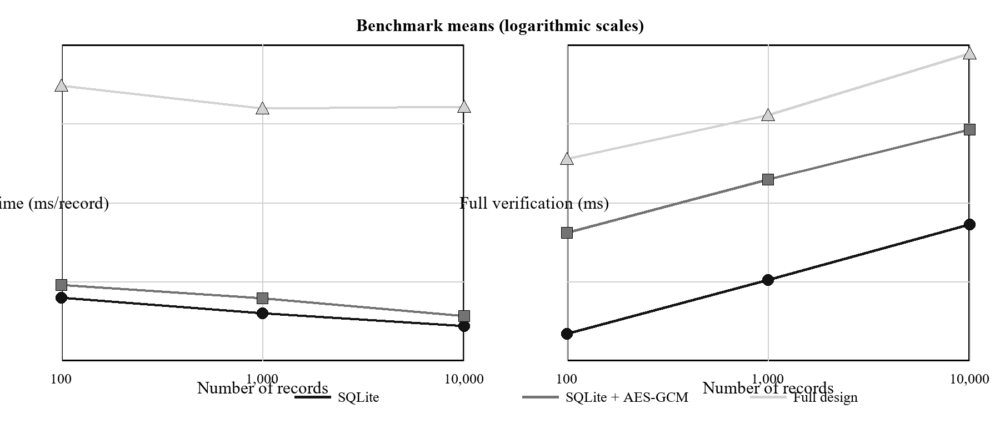 Benchmark means (logarithmic scales)
ime (ms/record)
100
1,000
10,000
Number of records
Full verification (ms)
100
1,000
10,000
Number of records
SQLite
SQLite + AES-GCM
Full design